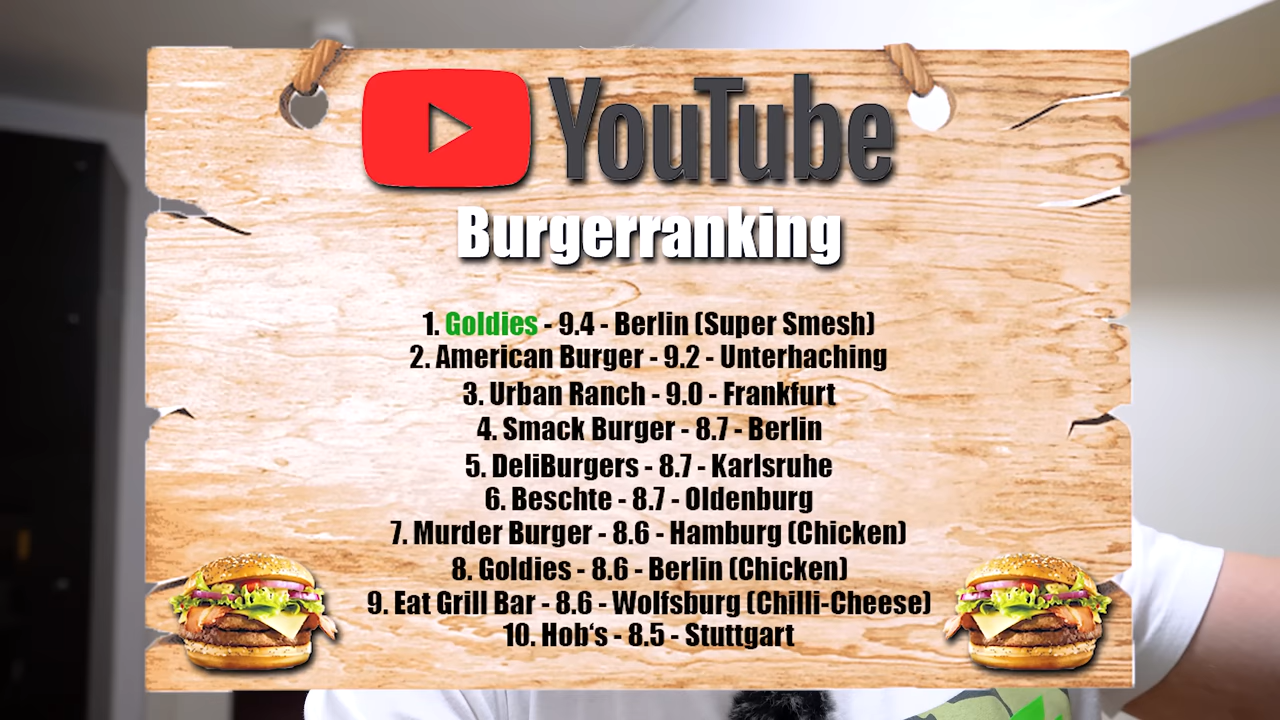 YouTube
Burgerranking
1. Goldies - 9.4 - Berlin (Super Smesh)
2. American Burger - 9.2 - Unterhaching
3. Urban Ranch - 9.0 - Frankfurt
4. Smack Burger - 8.7 - Berlin
5. DeliBurgers - 8.7 - Karlsruhe
6. Beschte - 8.7 - Oldenburg
7. Murder Burger - 8.6 - Hamburg (Chicken)
8. Goldies - 8.6 - Berlin (Chicken)
9. Eat Grill Bar - 8.6 - Wolfsburg (Chilli-Cheese)
10. Hob‘s - 8.5 - Stuttgart